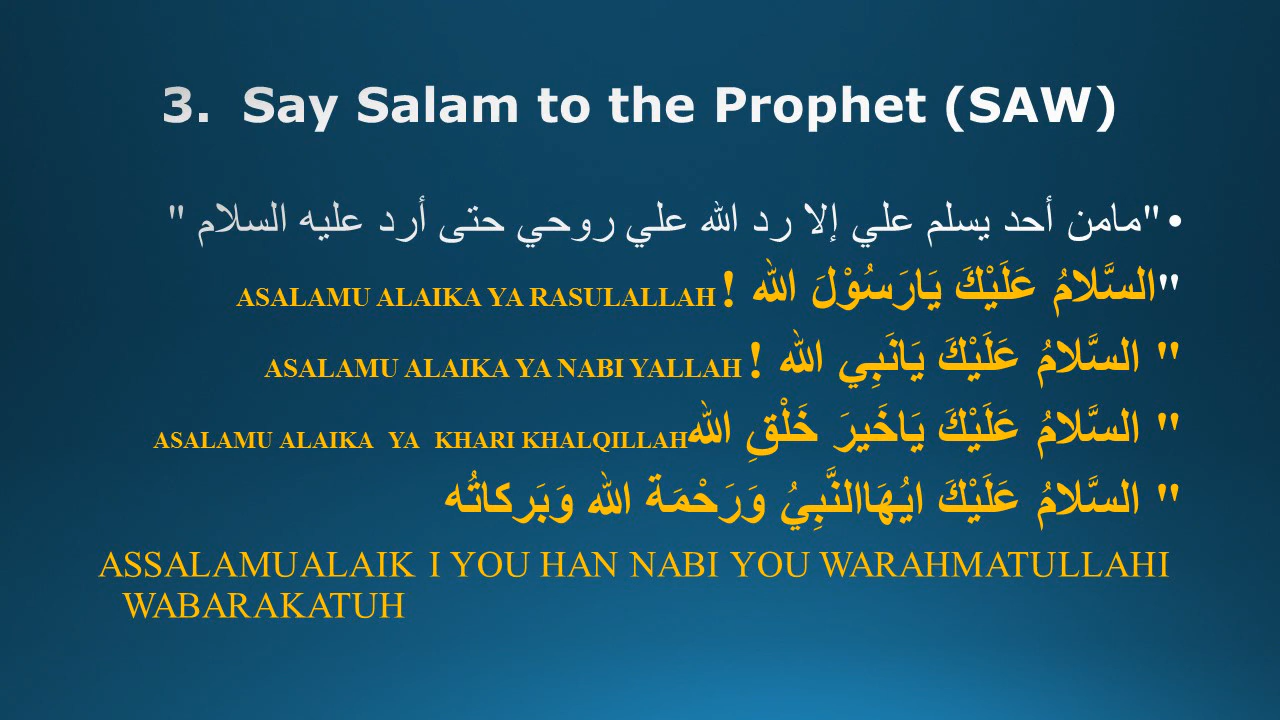 3.  Say Salam to the Prophet (SAW)
• "مامن أحد يسلم علي إلا رد الله علي روحي حتى أرد عليه السلام "
"السَّلامُ عَلَيْكَ يَارَسُوْلَ الله ! ASALAMU ALAIKA YA RASULALLAH
" السَّلامُ عَلَيْكَ يَانَبِي الله ! ASALAMU ALAIKA YA NABI YALLAH
" السَّلامُ عَلَيْكَ يَاخَيرَ خَلْقِ الله ASALAMU ALAIKA  YA  KHARI KHALQILLAH
" السَّلامُ عَلَيْكَ ايُهَاالنَّبِيُ وَرَحْمَة الله وَبَركاتُه
ASSALAMUALAIK I YOU HAN NABI YOU WARAHMATULLAHI
WABARAKATUH